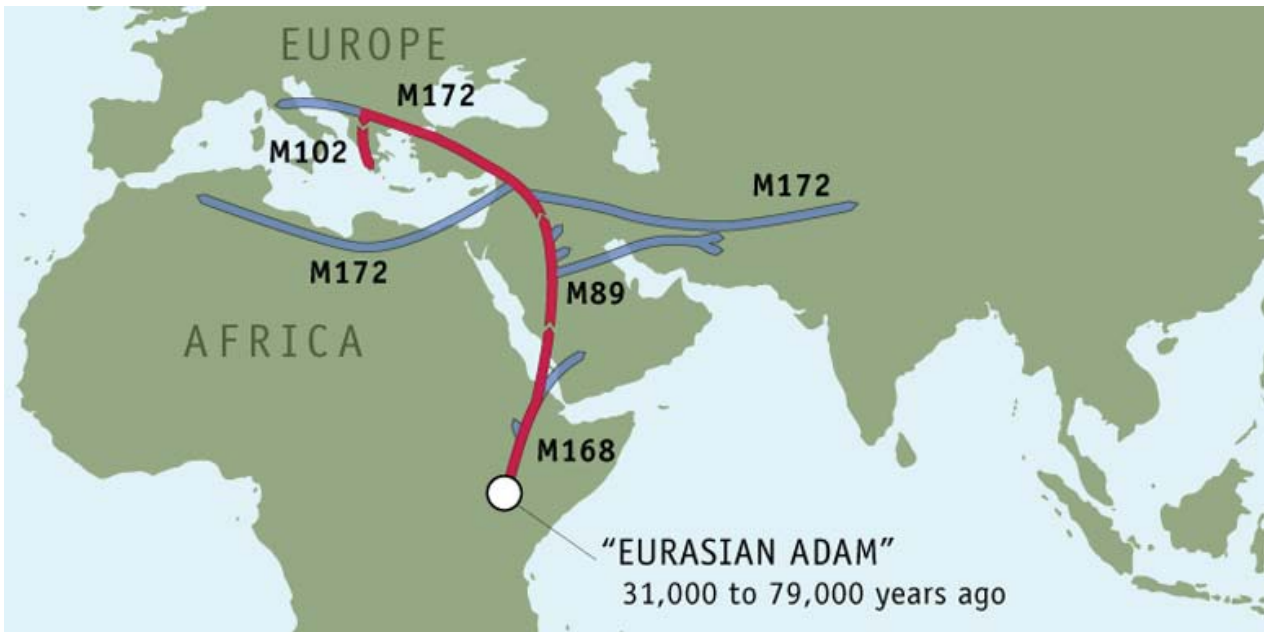 EUROPE
M172
M102
M172
M172
M89
AFRICA
M168
“EURASIAN ADAM”
31,000 to 79,000 years ago